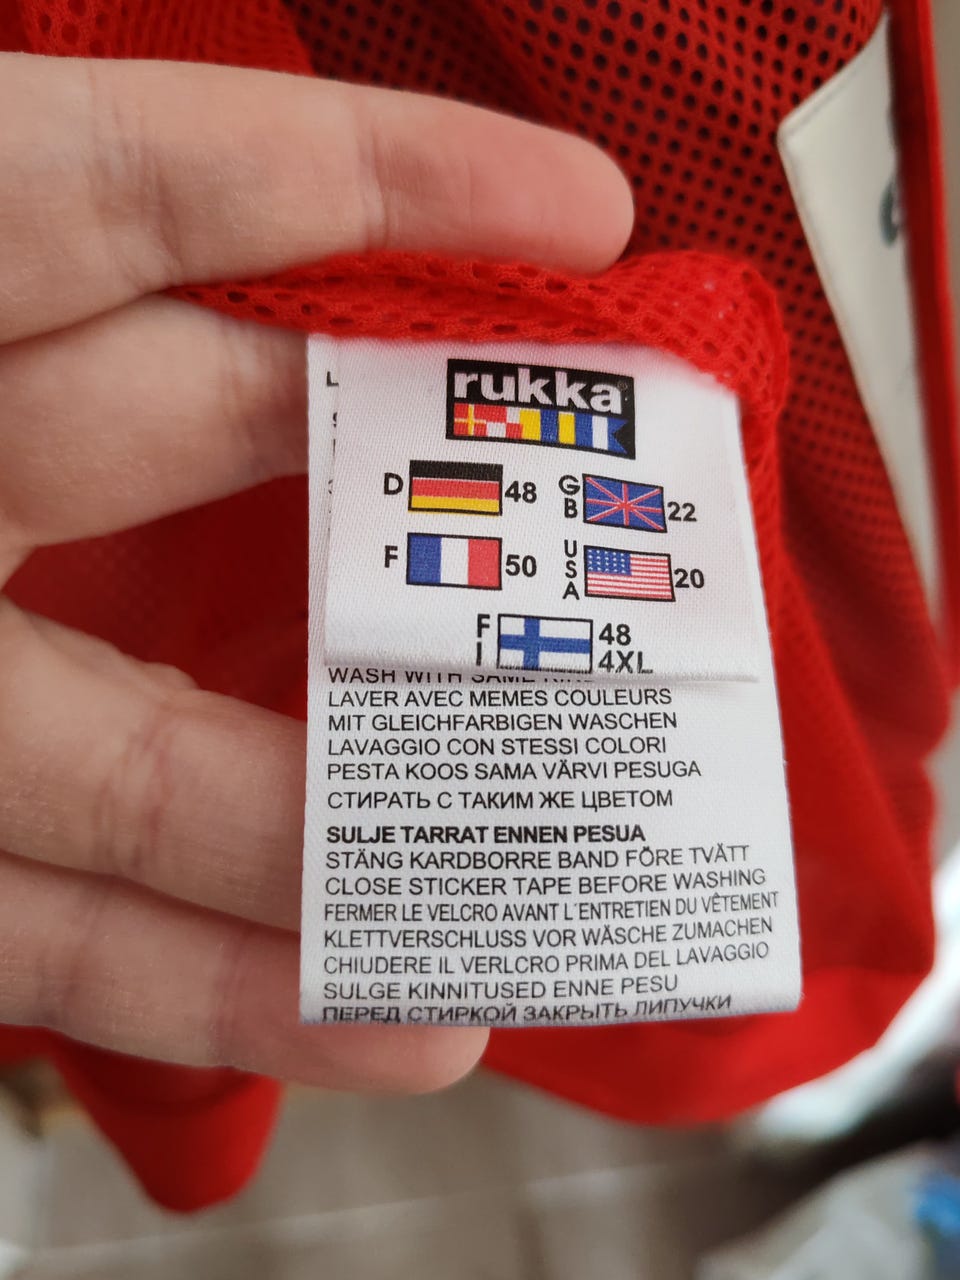 rukka
D 48
GB 22
F 50
USA 20
FI 48
4XL
WASH WITH SAME
LAVER AVEC MEMES COULEURS
MIT GLEICHFARBIGEN WASCHEN
LAVAGGIO CON STESSI COLORI
PESTA KOOS SAMA VÄRVI PESUGA
СТИРАТЬ С ТАКИМ ЖЕ ЦВЕТОМ
SULJE TARRAT ENNEN PESUA
STÄNG KARDBORRE BAND FÖRE TVÄTT
CLOSE STICKER TAPE BEFORE WASHING
FERMER LE VELCRO AVANT L´ENTRETIEN DU VÊTEMENT
KLETTVERSCHLUSS VOR WÄSCHE ZUMACHEN
CHIUDERE IL VERLCRO PRIMA DEL LAVAGGIO
SULGE KINNITUSED ENNE PESU
ПЕРЕД СТИРКОЙ ЗАКРЫТЬ ЛИПУЧКИ